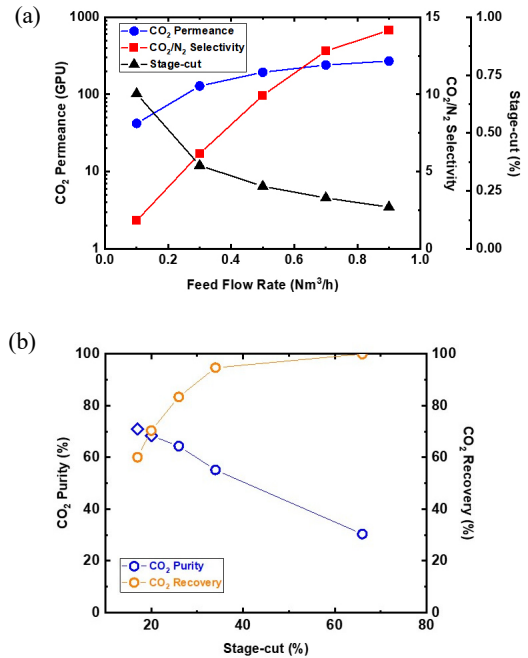 (a)
CO₂ Permeance
CO₂/N₂ Selectivity
Stage-cut
1000
100
10
1
CO₂ Permeance (GPU)
15
10
5
0
CO₂/N₂ Selectivity
1.00
0.75
0.50
0.25
0.00
Stage-cut (%)
0.0 0.2 0.4 0.6 0.8 1.0
Feed Flow Rate (Nm³/h)
(b)
100
80
60
40
20
0
CO₂ Purity (%)
CO₂ Purity
CO₂ Recovery
100
80
60
40
20
0
CO₂ Recovery (%)
20 40 60 80
Stage-cut (%)